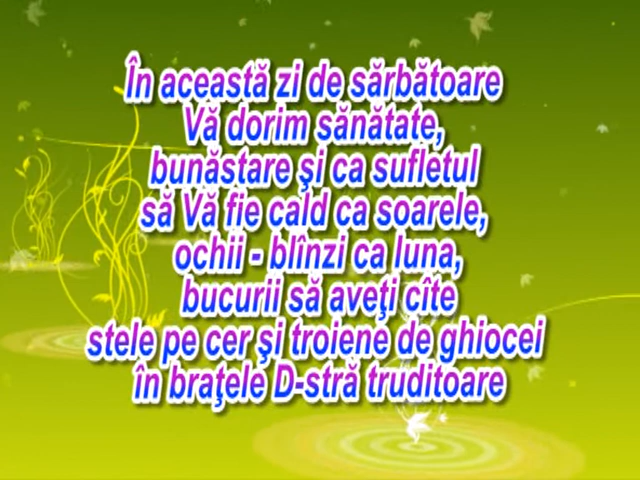 În această zi de sărbătoare
Vă dorim sănătate,
bunăstare şi ca sufletul
să Vă fie cald ca soarele,
ochii - blînzi ca luna,
bucurii să aveţi cîte
stele pe cer şi troiene de ghiocei
în braţele D-stră truditoare